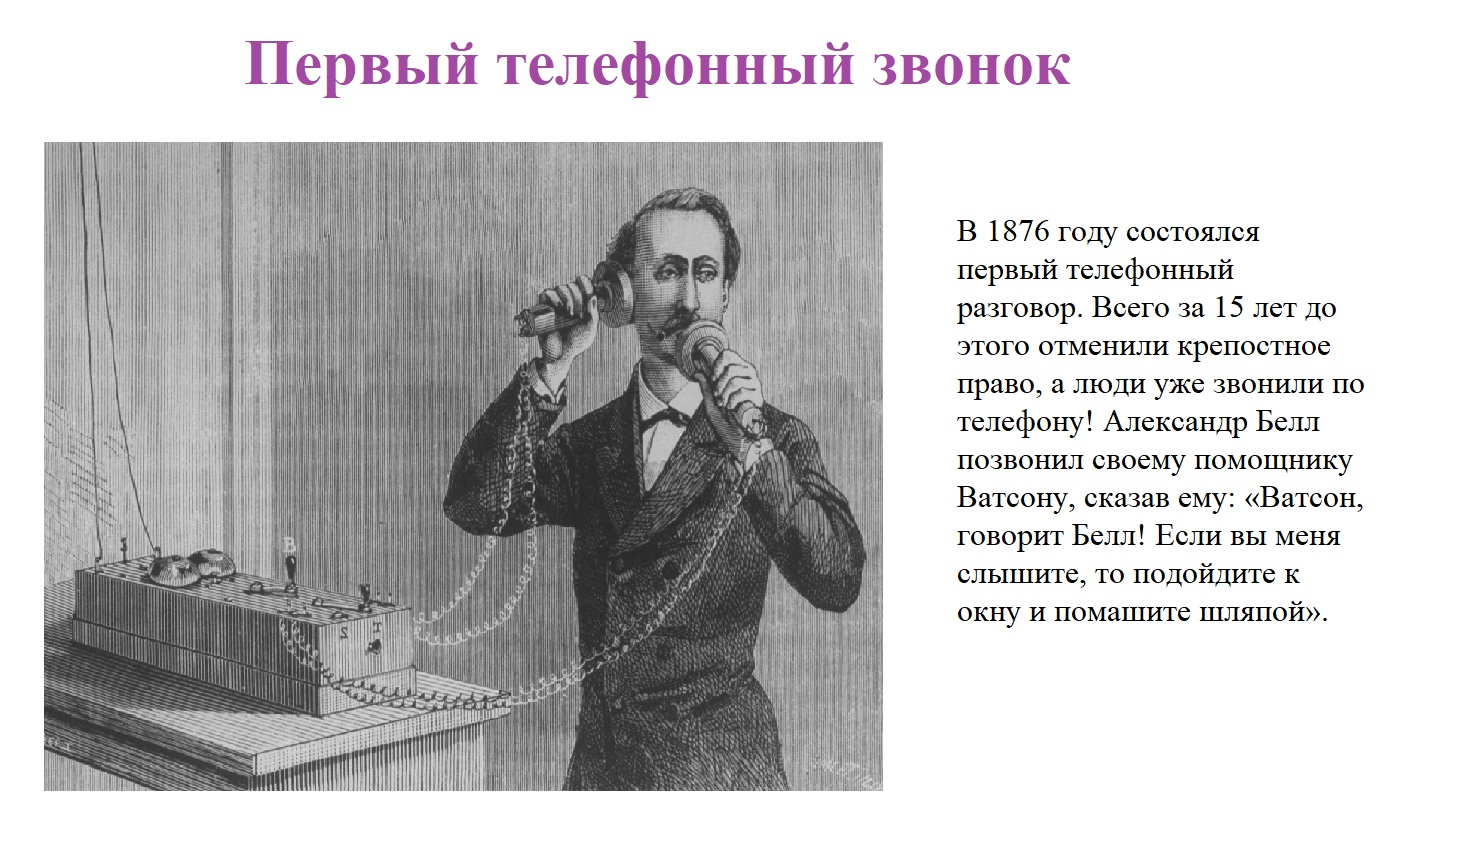 Первый телефонный звонок
В 1876 году состоялся
первый телефонный
разговор. Всего за 15 лет до
этого отменили крепостное
право, а люди уже звонили по
телефону! Александр Белл
позвонил своему помощнику
Ватсону, сказав ему: «Ватсон,
говорит Белл! Если вы меня
слышите, то подойдите к
окну и помашите шляпой».
B